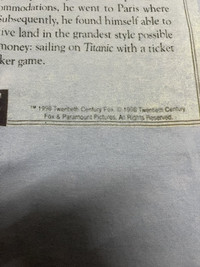 ommodations, he went to Paris where
Subsequently, he found himself able to
ive land in the grandest style possible
money: sailing on Titanic with a ticket
ker game.
™ 1998 Twentieth Century Fox. © 1998 Twentieth Century
Fox & Paramount Pictures. All Rights Reserved.